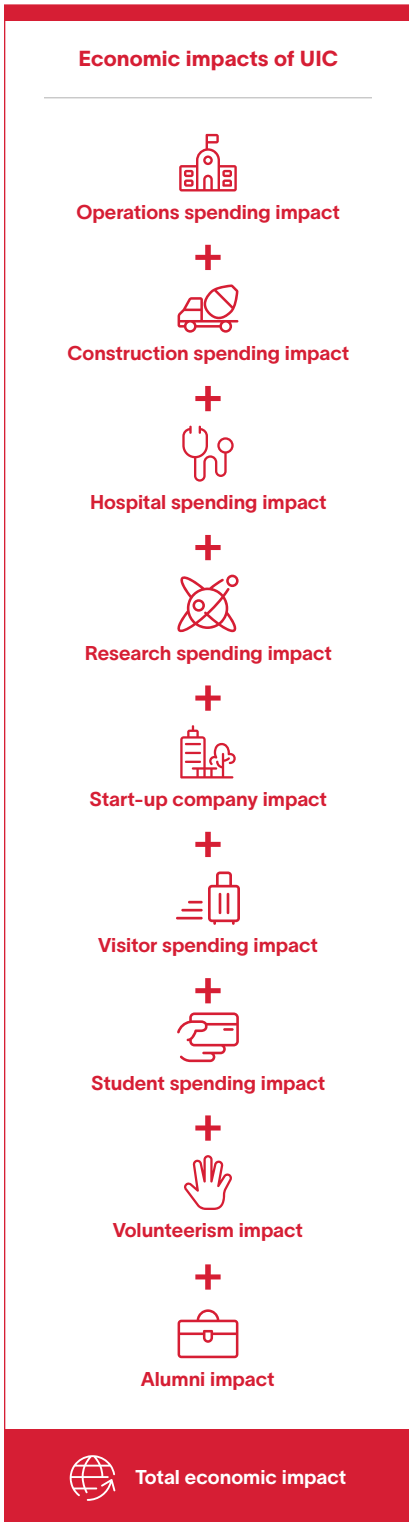 Economic impacts of UIC
Operations spending impact
+
Construction spending impact
+
Hospital spending impact
+
Research spending impact
+
Start-up company impact
+
Visitor spending impact
+
Student spending impact
+
Volunteerism impact
+
Alumni impact
Total economic impact